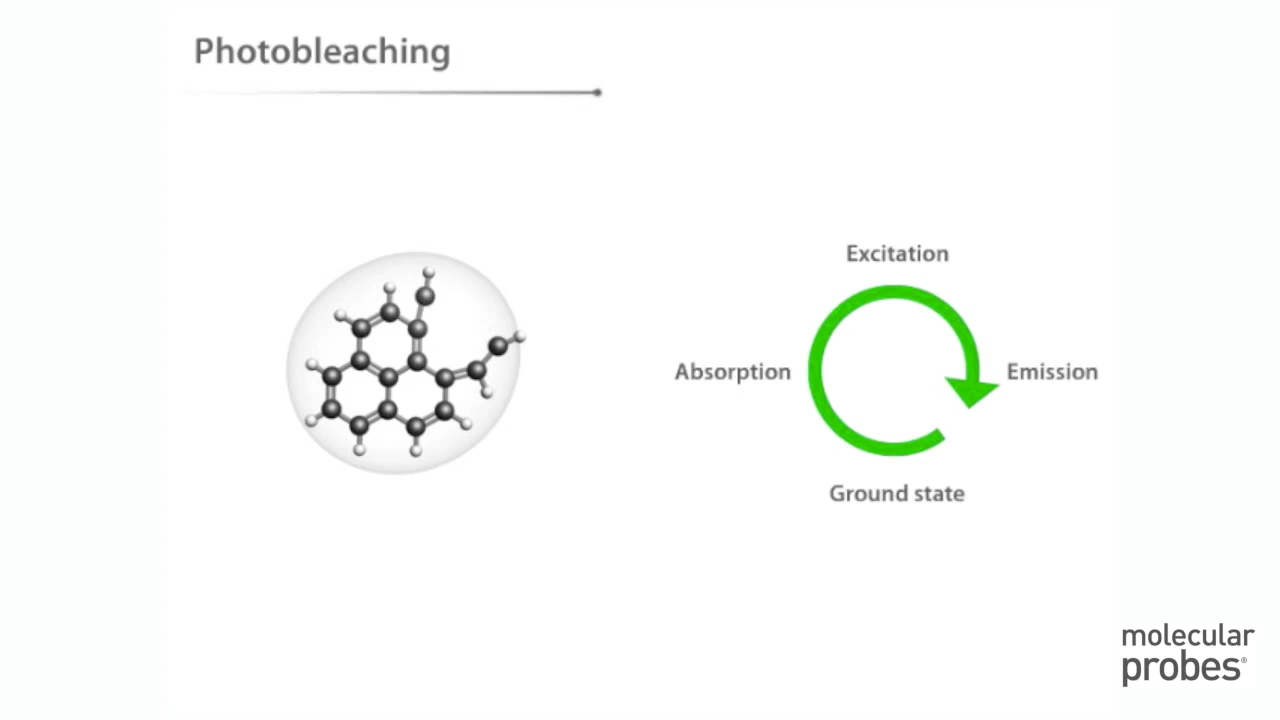 Photobleaching
Excitation
Absorption
Emission
Ground state
molecular
probes®